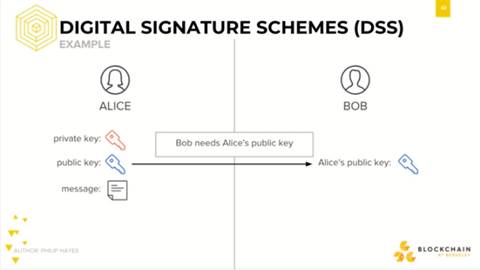 DIGITAL SIGNATURE SCHEMES (DSS)
EXAMPLE
ALICE
BOB
private key:
Bob needs Alice's public key
public key:
Alice's public key:
message:
AUTHOR: PHILIP HAYES
BLOCKCHAIN
AT BERKELEY